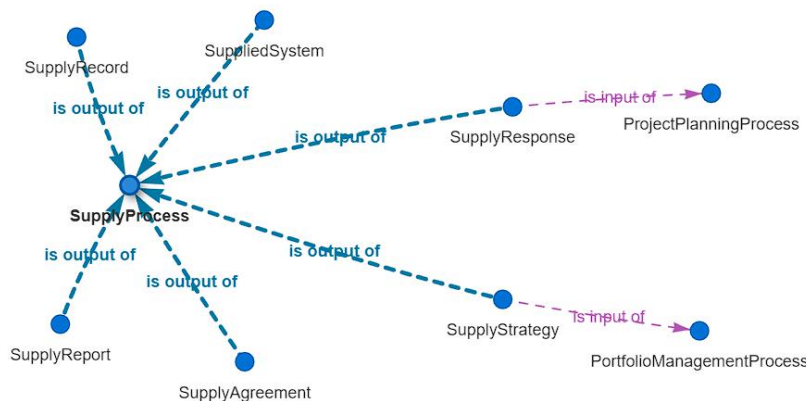 SupplyRecord
SuppliedSystem
is output of
is output of
SupplyResponse
is input of
ProjectPlanningProcess
is output of
SupplyProcess
is output of
is output of
is output of
SupplyReport
SupplyAgreement
SupplyStrategy
is input of
PortfolioManagementProcess